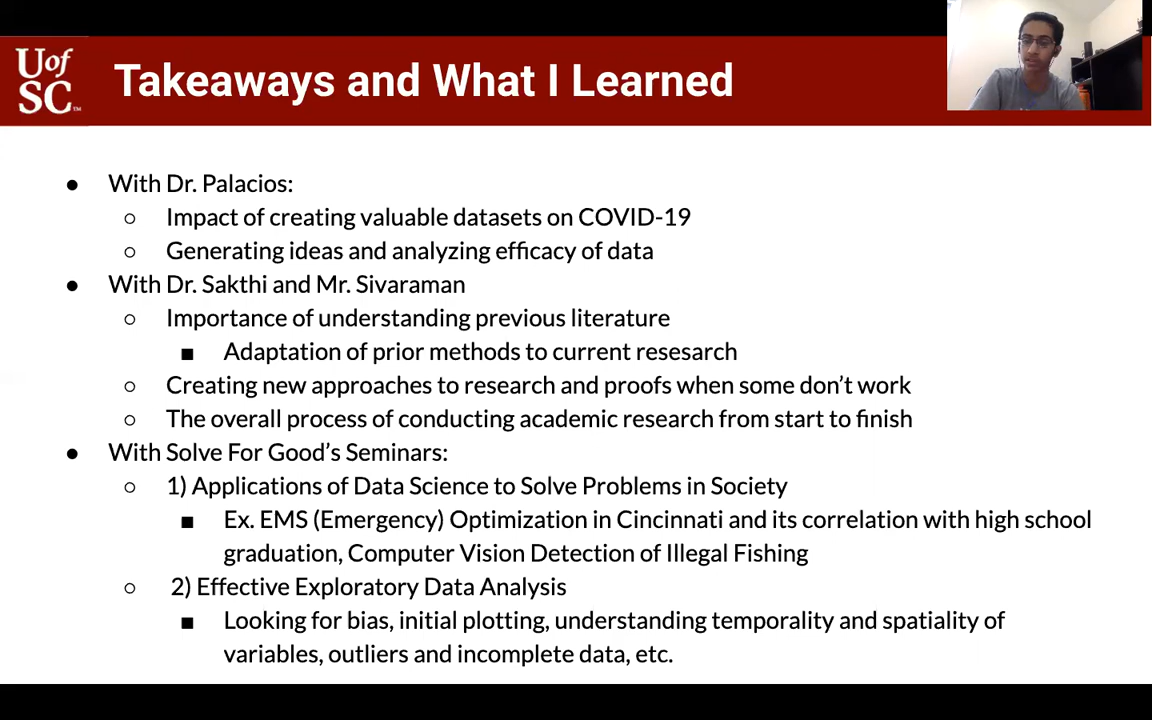 Uof
SC™
Takeaways and What I Learned
● With Dr. Palacios:
○ Impact of creating valuable datasets on COVID-19
○ Generating ideas and analyzing efficacy of data
● With Dr. Sakthi and Mr. Sivaraman
○ Importance of understanding previous literature
■ Adaptation of prior methods to current resesarch
○ Creating new approaches to research and proofs when some don’t work
○ The overall process of conducting academic research from start to finish
● With Solve For Good’s Seminars:
○ 1) Applications of Data Science to Solve Problems in Society
■ Ex. EMS (Emergency) Optimization in Cincinnati and its correlation with high school
graduation, Computer Vision Detection of Illegal Fishing
○ 2) Effective Exploratory Data Analysis
■ Looking for bias, initial plotting, understanding temporality and spatiality of
variables, outliers and incomplete data, etc.